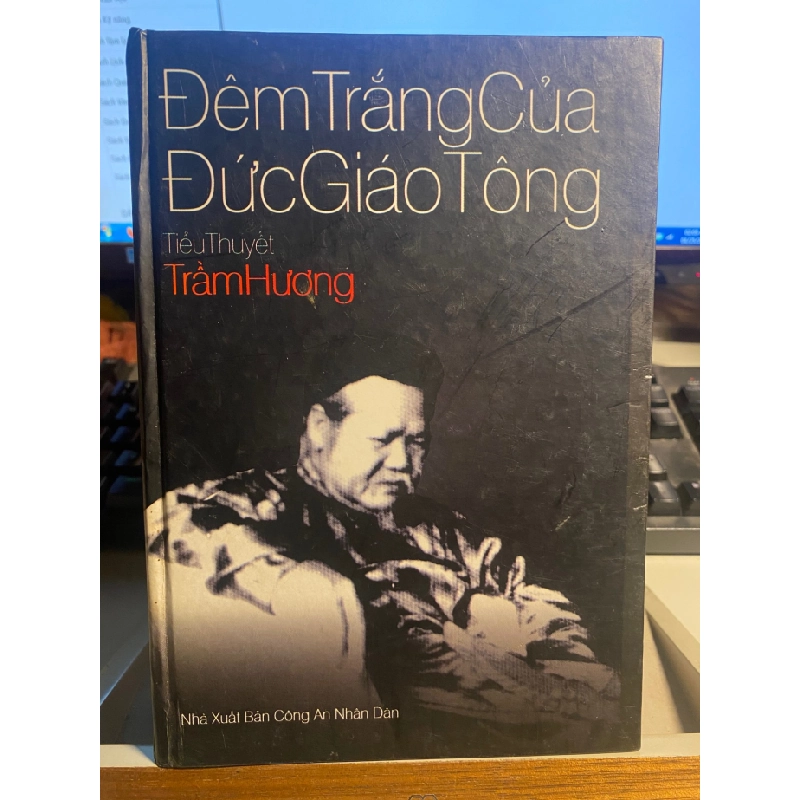 ĐêmTrắngCủa
ĐứcGiáoTông
TiểuThuyết
TrầmHương
Nhà Xuất Bản Công An Nhân Dân